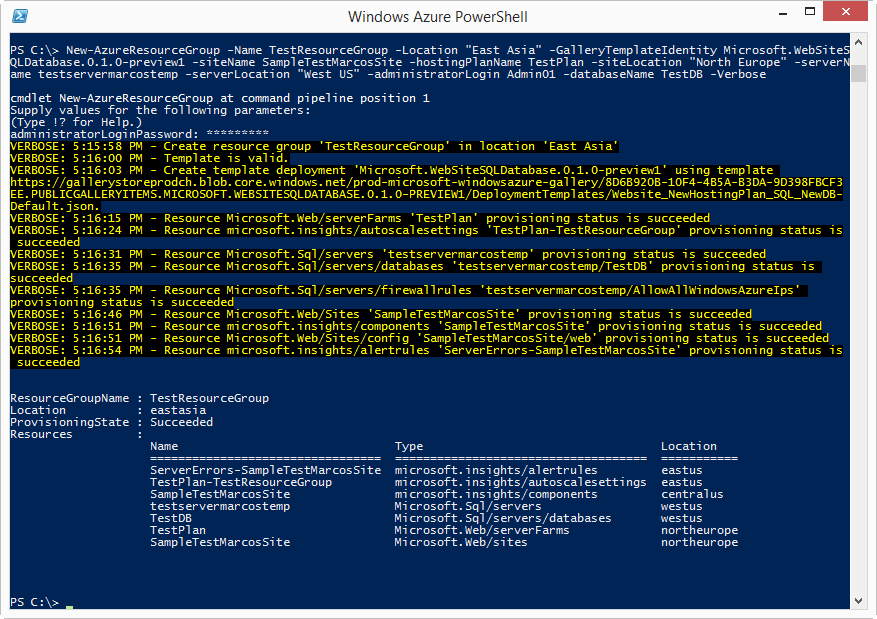 Windows Azure PowerShell
PS C:\> New-AzureResourceGroup -Name TestResourceGroup -Location "East Asia" -GalleryTemplateIdentity Microsoft.WebSiteS
QLDatabase.0.1.0-preview1 -siteName SampleTestMarcosSite -hostingPlanName TestPlan -siteLocation "North Europe" -serverN
ame testservermarcostemp -serverLocation "West US" -administratorLogin Admin01 -databaseName TestDB -Verbose
cmdlet New-AzureResourceGroup at command pipeline position 1
Supply values for the following parameters:
(Type !? for Help.)
administratorLoginPassword: *********
VERBOSE: 5:15:58 PM - Create resource group 'TestResourceGroup' in location 'East Asia'
VERBOSE: 5:16:00 PM - Template is valid.
VERBOSE: 5:16:03 PM - Create template deployment 'Microsoft.WebSiteSQLDatabase.0.1.0-preview1' using template
https://gallerystoreprodch.blob.core.windows.net/prod-microsoft-windowsazure-gallery/8D6B920B-10F4-4B5A-B3DA-9D398FBCF3
EE.PUBLICGALLERYITEMS.MICROSOFT.WEBSITESQLDATABASE.0.1.0-PREVIEW1/DeploymentTemplates/Website_NewHostingPlan_SQL_NewDB-
Default.json.
VERBOSE: 5:16:15 PM - Resource Microsoft.Web/serverFarms 'TestPlan' provisioning status is succeeded
VERBOSE: 5:16:24 PM - Resource microsoft.insights/autoscalesettings 'TestPlan-TestResourceGroup' provisioning status is
succeeded
VERBOSE: 5:16:31 PM - Resource Microsoft.Sql/servers 'testservermarcostemp' provisioning status is succeeded
VERBOSE: 5:16:35 PM - Resource Microsoft.Sql/servers/databases 'testservermarcostemp/TestDB' provisioning status is
succeeded
VERBOSE: 5:16:35 PM - Resource Microsoft.Sql/servers/firewallrules 'testservermarcostemp/AllowAllWindowsAzureIps'
provisioning status is succeeded
VERBOSE: 5:16:46 PM - Resource Microsoft.Web/Sites 'SampleTestMarcosSite' provisioning status is succeeded
VERBOSE: 5:16:51 PM - Resource microsoft.insights/components 'SampleTestMarcosSite' provisioning status is succeeded
VERBOSE: 5:16:51 PM - Resource Microsoft.Web/Sites/config 'SampleTestMarcosSite/web' provisioning status is succeeded
VERBOSE: 5:16:54 PM - Resource microsoft.insights/alertrules 'ServerErrors-SampleTestMarcosSite' provisioning status is
succeeded
ResourceGroupName : TestResourceGroup
Location : eastasia
ProvisioningState : Succeeded
Resources :
Name Type Location
================================= ==================================== ===========
ServerErrors-SampleTestMarcosSite microsoft.insights/alertrules eastus
TestPlan-TestResourceGroup microsoft.insights/autoscalesettings eastus
SampleTestMarcosSite microsoft.insights/components centralus
testservermarcostemp Microsoft.Sql/servers westus
TestDB Microsoft.Sql/servers/databases westus
TestPlan Microsoft.Web/serverFarms northeurope
SampleTestMarcosSite Microsoft.Web/sites northeurope
PS C:\>